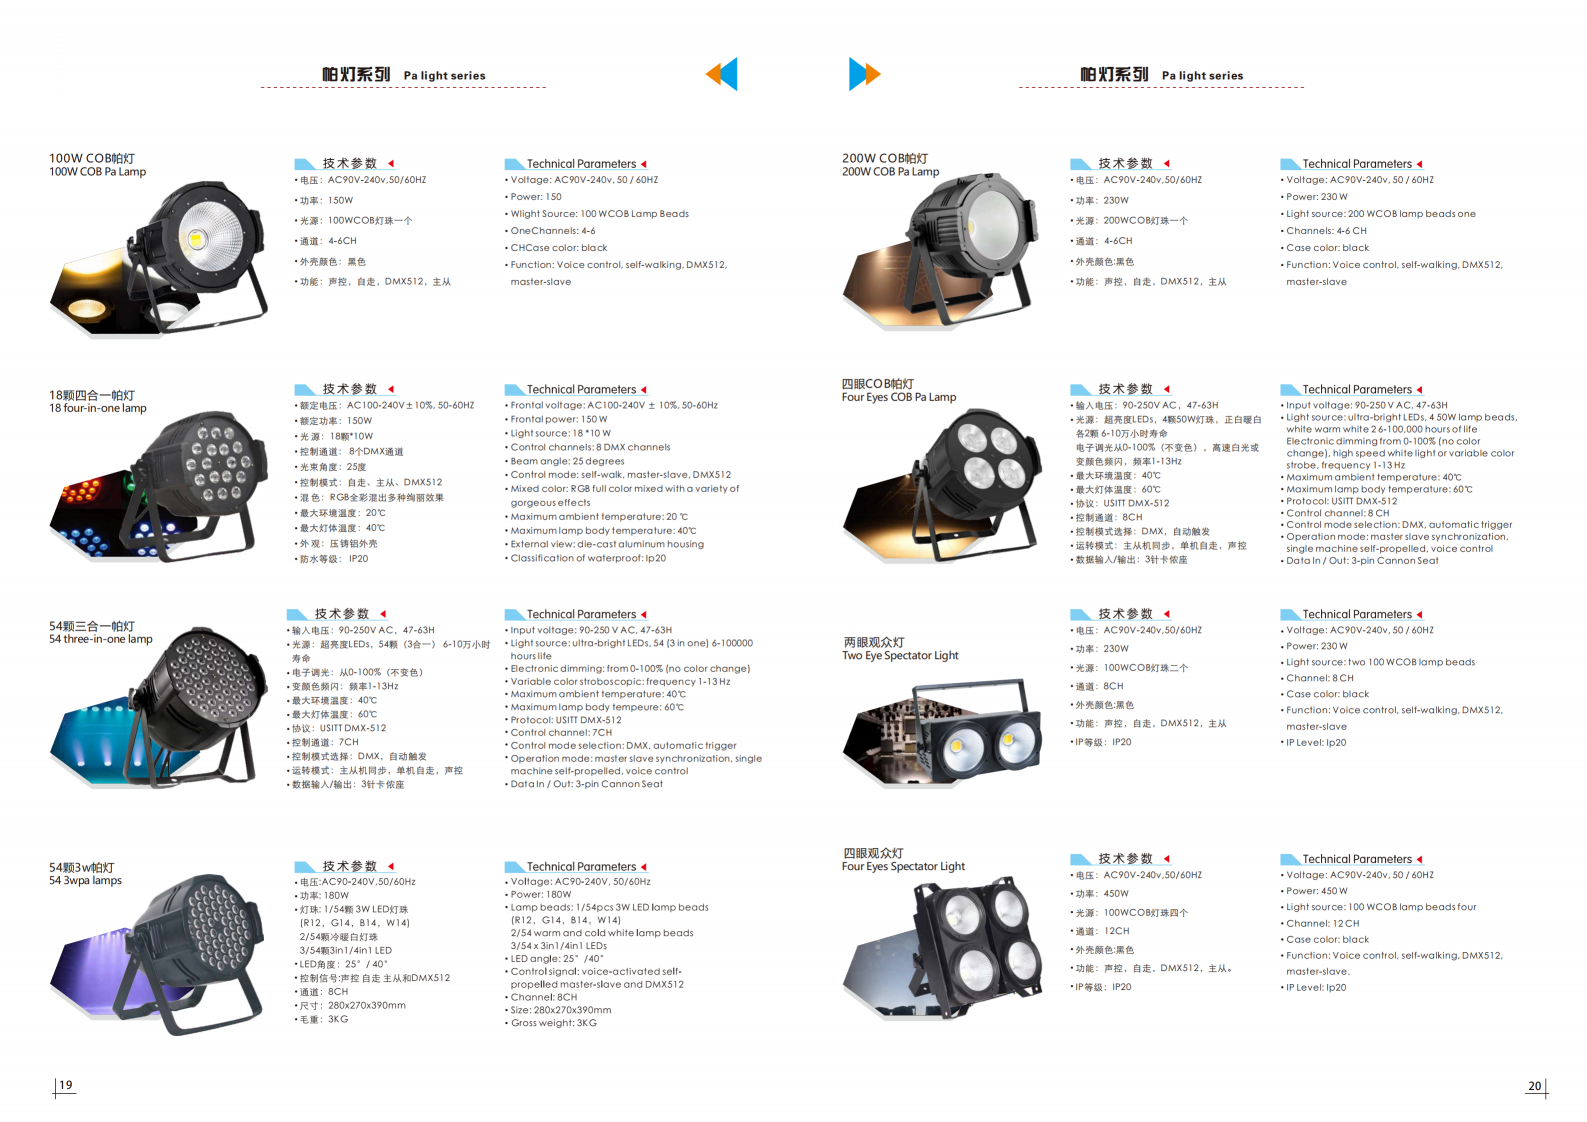 帕灯系列 Pa light series
100W COB帕灯
100W COB Pa Lamp
技术参数
• 电压：AC90V-240v,50/60HZ
• 功率：150W
• 光源：100WCOB灯珠一个
• 通道：4-6CH
• 外壳颜色：黑色
• 功能：声控，自走，DMX512，主从
Technical Parameters
• Voltage: AC90V-240v, 50 / 60HZ
• Power: 150
• Wlight Source: 100 WCOB Lamp Beads
• OneChannels: 4-6
• CHCase color: black
• Function: Voice control, self-walking, DMX512,
master-slave
18颗四合一帕灯
18 four-in-one lamp
技术参数
• 额定电压：AC100-240V±10%, 50-60HZ
• 额定功率：150W
• 光 源：18颗*10W
• 控制通道： 8个DMX通道
• 光束角度：25度
• 控制模式：自走、主从、DMX512
• 混 色：RGB全彩混出多种绚丽效果
• 最大环境温度：20℃
• 最大灯体温度：40℃
• 外 观：压铸铝外壳
• 防水等级： IP20
Technical Parameters
• Frontal voltage: AC100-240V ± 10%, 50-60Hz
• Frontal power: 150 W
• Light source: 18 *10 W
• Control channels: 8 DMX channels
• Beam angle: 25 degrees
• Control mode: self-walk, master-slave, DMX512
• Mixed color: RGB full color mixed with a variety of
gorgeous effects
• Maximum ambient temperature: 20 ℃
• Maximum lamp body temperature: 40℃
• External view: die-cast aluminum housing
• Classification of waterproof: Ip20
54颗三合一帕灯
54 three-in-one lamp
技术参数
• 输入电压：90-250V AC，47-63H
• 光源：超亮度LEDs，54颗（3合一） 6-10万小时
寿命
• 电子调光：从0-100%（不变色）
• 变颜色频闪：频率1-13Hz
• 最大环境温度：40℃
• 最大灯体温度：60℃
• 协议：USITT DMX-512
• 控制通道：7CH
• 控制模式选择：DMX，自动触发
• 运转模式：主从机同步，单机自走，声控
• 数据输入/输出：3针卡侬座
Technical Parameters
• Input voltage: 90-250 V AC, 47-63H
• Light source: ultra-bright LEDs, 54 (3 in one) 6-100000
hours life
• Electronic dimming: from 0-100% (no color change)
• Variable color stroboscopic: frequency 1-13 Hz
• Maximum ambient temperature: 40℃
• Maximum lamp body tempeure: 60℃
• Protocol: USITT DMX-512
• Control channel: 7CH
• Control mode selection: DMX, automatic trigger
• Operation mode: master slave synchronization, single
machine self-propelled, voice control
• Data In / Out: 3-pin Cannon Seat
54颗3w帕灯
54 3wpa lamps
技术参数
• 电压:AC90-240V,50/60Hz
• 功率: 180W
• 灯珠: 1/54颗 3W LED灯珠
(R12，G14，B14，W14)
2/54颗冷暖白灯珠
3/54颗3in1/4in1 LED
• LED角度：25° / 40°
• 控制信号:声控 自走 主从和DMX512
• 通道：8CH
• 尺寸：280x270x390mm
• 毛重：3KG
Technical Parameters
• Voltage: AC90-240V, 50/60Hz
• Power: 180W
• Lamp beads: 1/54pcs 3W LED lamp beads
(R12，G14，B14，W14)
2/54 warm and cold white lamp beads
3/54 x 3in1/4in1 LEDs
• LED angle: 25° /40°
• Control signal: voice-activated self-
propelled master-slave and DMX512
• Channel: 8CH
• Size: 280x270x390mm
• Gross weight: 3KG
19
帕灯系列 Pa light series
200W COB帕灯
200W COB Pa Lamp
技术参数
• 电压：AC90V-240v,50/60HZ
• 功率：230W
• 光源：200WCOB灯珠一个
• 通道：4-6CH
• 外壳颜色:黑色
• 功能：声控，自走，DMX512，主从
Technical Parameters
• Voltage: AC90V-240v, 50 / 60HZ
• Power: 230 W
• Light source: 200 WCOB lamp beads one
• Channels: 4-6 CH
• Case color: black
• Function: Voice control, self-walking, DMX512,
master-slave
四眼COB帕灯
Four Eyes COB Pa Lamp
技术参数
• 输入电压：90-250V AC，47-63H
• 光源：超亮度LEDs，4颗50W灯珠，正白暖白
各2颗 6-10万小时寿命
电子调光从0-100%（不变色），高速白光或
变颜色频闪，频率1-13Hz
• 最大环境温度：40℃
• 最大灯体温度：60℃
• 协议：USITT DMX-512
• 控制通道：8CH
• 控制模式选择：DMX，自动触发
• 运转模式：主从机同步，单机自走，声控
• 数据输入/输出：3针卡侬座
Technical Parameters
• Input voltage: 90-250 V AC, 47-63H
• Light source: ultra-bright LEDs, 4 50W lamp beads,
white warm white 2 6-100,000 hours of life
Electronic dimming from 0-100% (no color
change), high speed white light or variable color
strobe, frequency 1-13 Hz
• Maximum ambient temperature: 40℃
• Maximum lamp body temperature: 60℃
• Protocol: USITT DMX-512
• Control channel: 8 CH
• Control mode selection: DMX, automatic trigger
• Operation mode: master slave synchronization,
single machine self-propelled, voice control
• Data In / Out: 3-pin Cannon Seat
两眼观众灯
Two Eye Spectator Light
技术参数
• 电压：AC90V-240v,50/60HZ
• 功率：230W
• 光源：100WCOB灯珠二个
• 通道：8CH
• 外壳颜色:黑色
• 功能：声控，自走，DMX512，主从
• IP等级：IP20
Technical Parameters
• Voltage: AC90V-240v, 50 / 60HZ
• Power: 230 W
• Light source: two 100 WCOB lamp beads
• Channel: 8 CH
• Case color: black
• Function: Voice control, self-walking, DMX512,
master-slave
• IP Level: Ip20
四眼观众灯
Four Eyes Spectator Light
技术参数
• 电压：AC90V-240v,50/60HZ
• 功率：450W
• 光源：100WCOB灯珠四个
• 通道：12CH
• 外壳颜色:黑色
• 功能：声控，自走，DMX512，主从。
• IP等级：IP20
Technical Parameters
• Voltage: AC90V-240v, 50 / 60HZ
• Power: 450 W
• Light source: 100 WCOB lamp beads four
• Channel: 12 CH
• Case color: black
• Function: Voice control, self-walking, DMX512,
master-slave.
• IP Level: Ip20
20